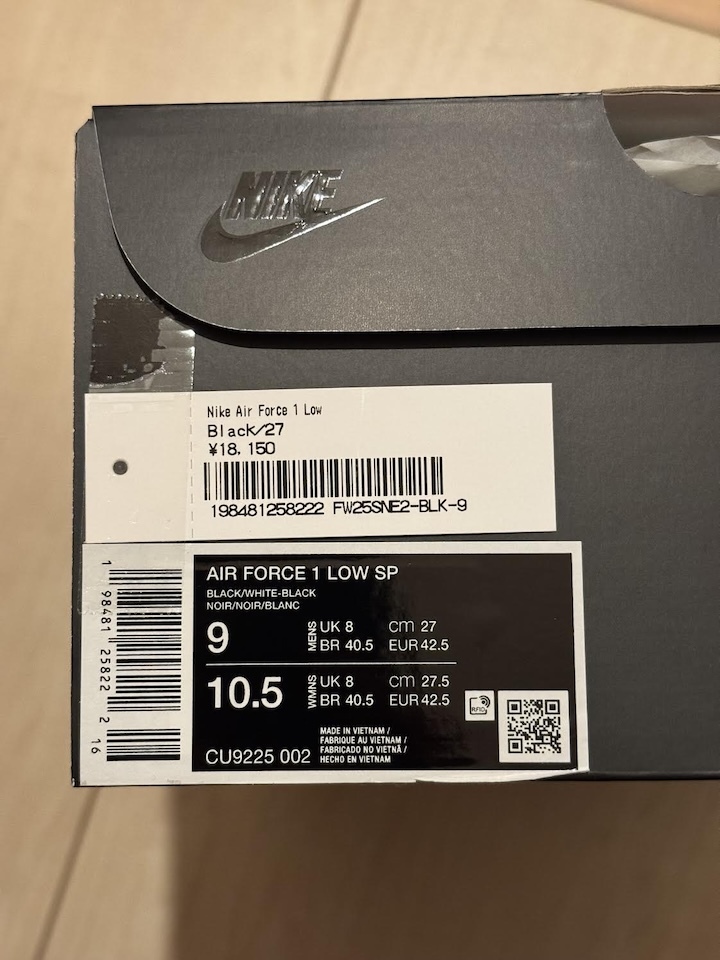 NIKE
Nike Air Force 1 Low
Black/27
¥18,150
198481258222 FW25SNE2-BLK-9
1 98481 25822 2 16
AIR FORCE 1 LOW SP
BLACK/WHITE-BLACK
NOIR/NOIR/BLANC
9 MENS UK 8 cm 27
BR 40.5 EUR 42.5
10.5 WMNS UK 8 cm 27.5
BR 40.5 EUR 42.5
RFID
CU9225 002
MADE IN VIETNAM /
FABRIQUE AU VIETNAM /
FABRICADO NO VIETNÃ /
HECHO EN VIETNAM